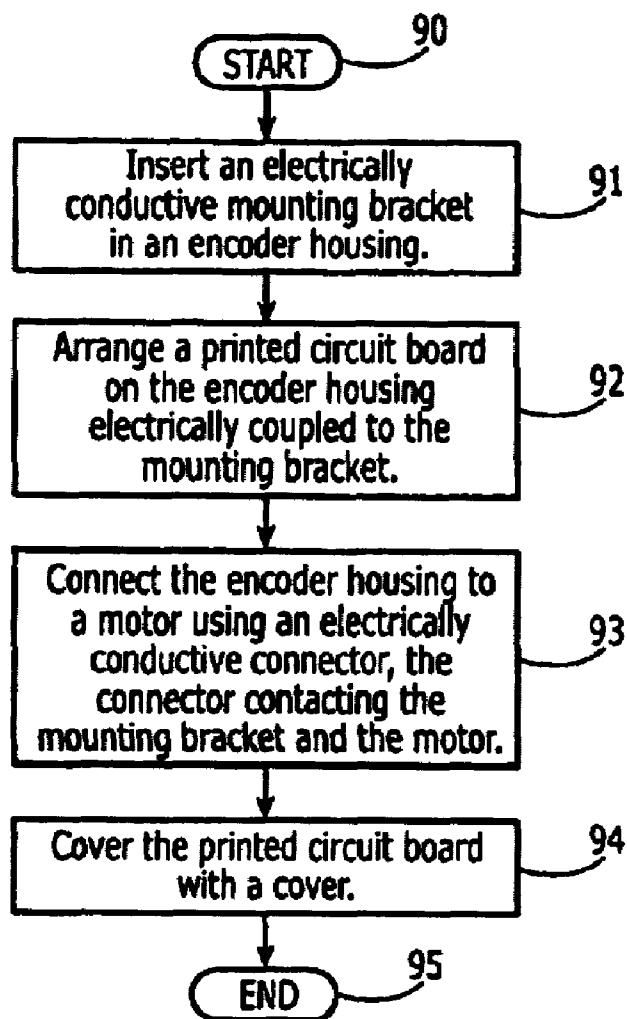 90
START
Insert an electrically
conductive mounting bracket
in an encoder housing.
91
Arrange a printed circuit board
on the encoder housing
electrically coupled to the
mounting bracket.
92
Connect the encoder housing to
a motor using an electrically
conductive connector, the
connector contacting the
mounting bracket and the motor.
93
Cover the printed circuit board
with a cover.
94
END
95